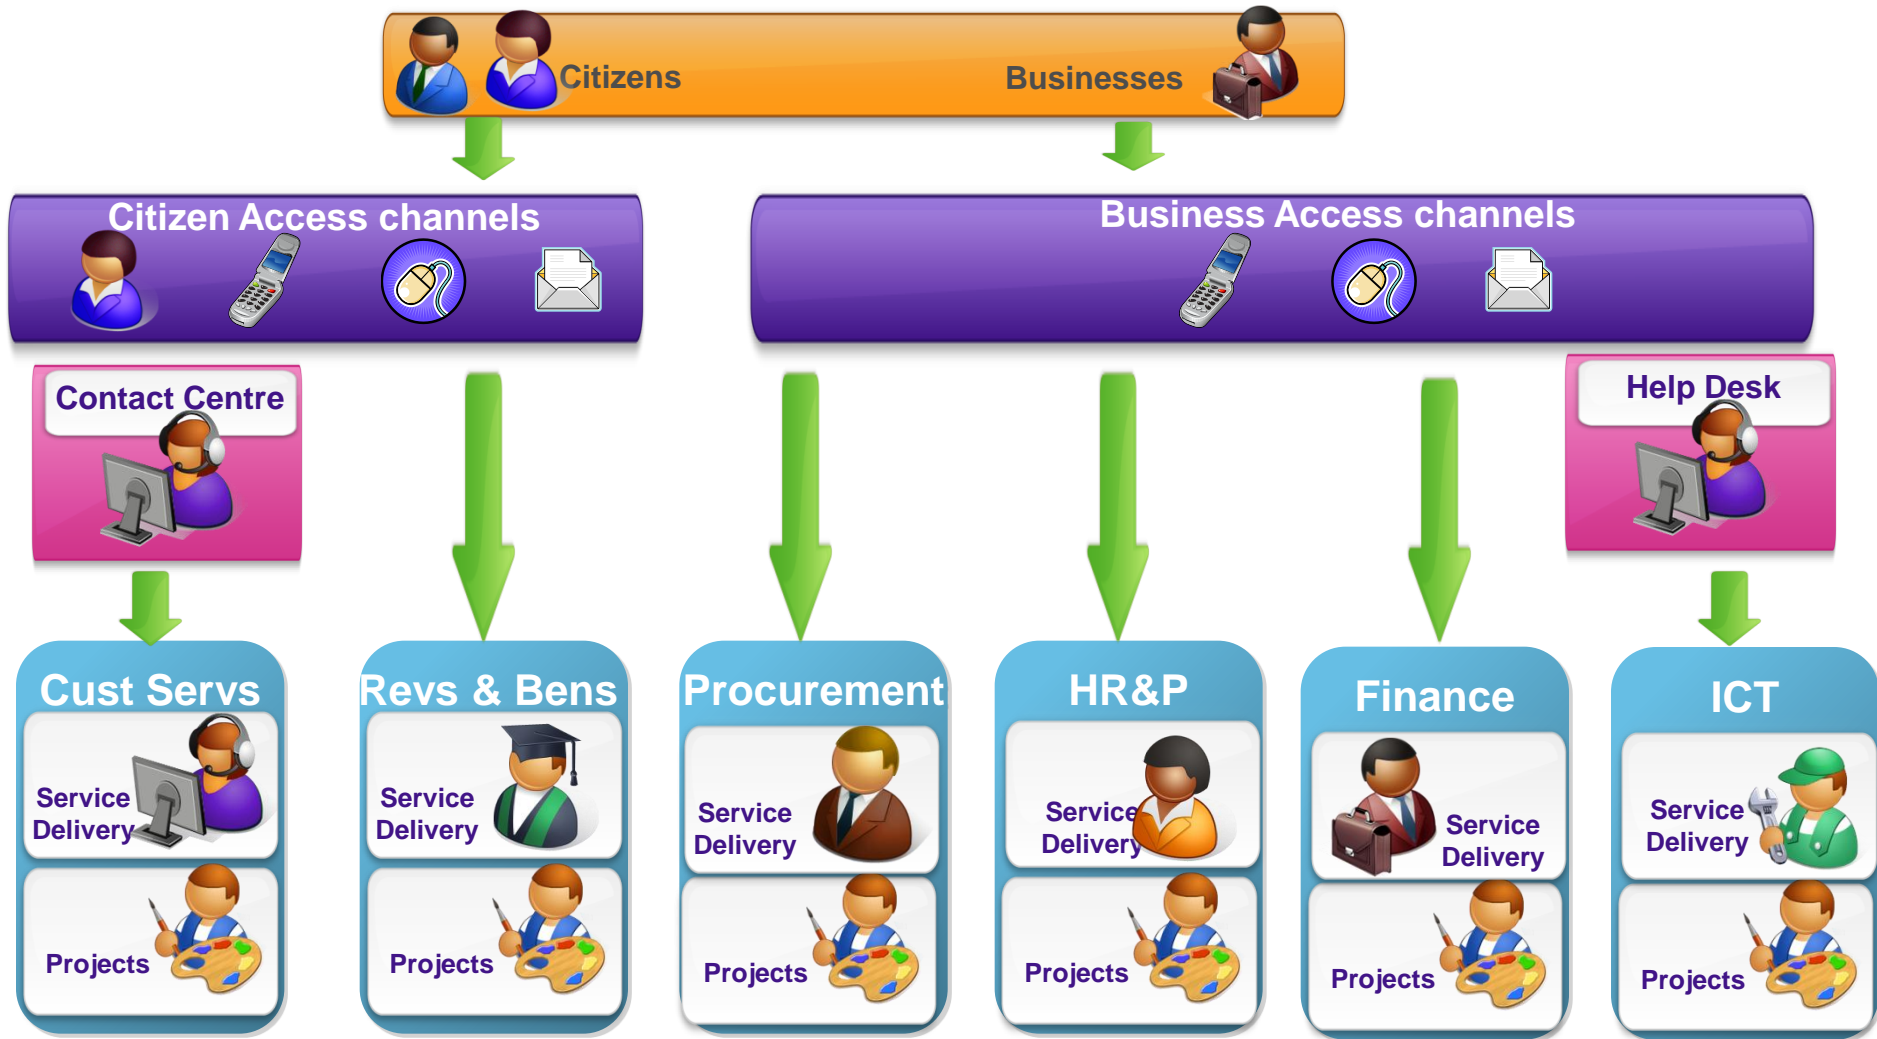 Citizens
Businesses
Citizen Access channels
Business Access channels
Contact Centre
Help Desk
Cust Servs
Service
Delivery
Projects
Revs & Bens
Service
Delivery
Projects
Procurement
Service
Delivery
Projects
HR&P
Service
Delivery
Projects
Finance
Service
Delivery
Projects
ICT
Service
Delivery
Projects